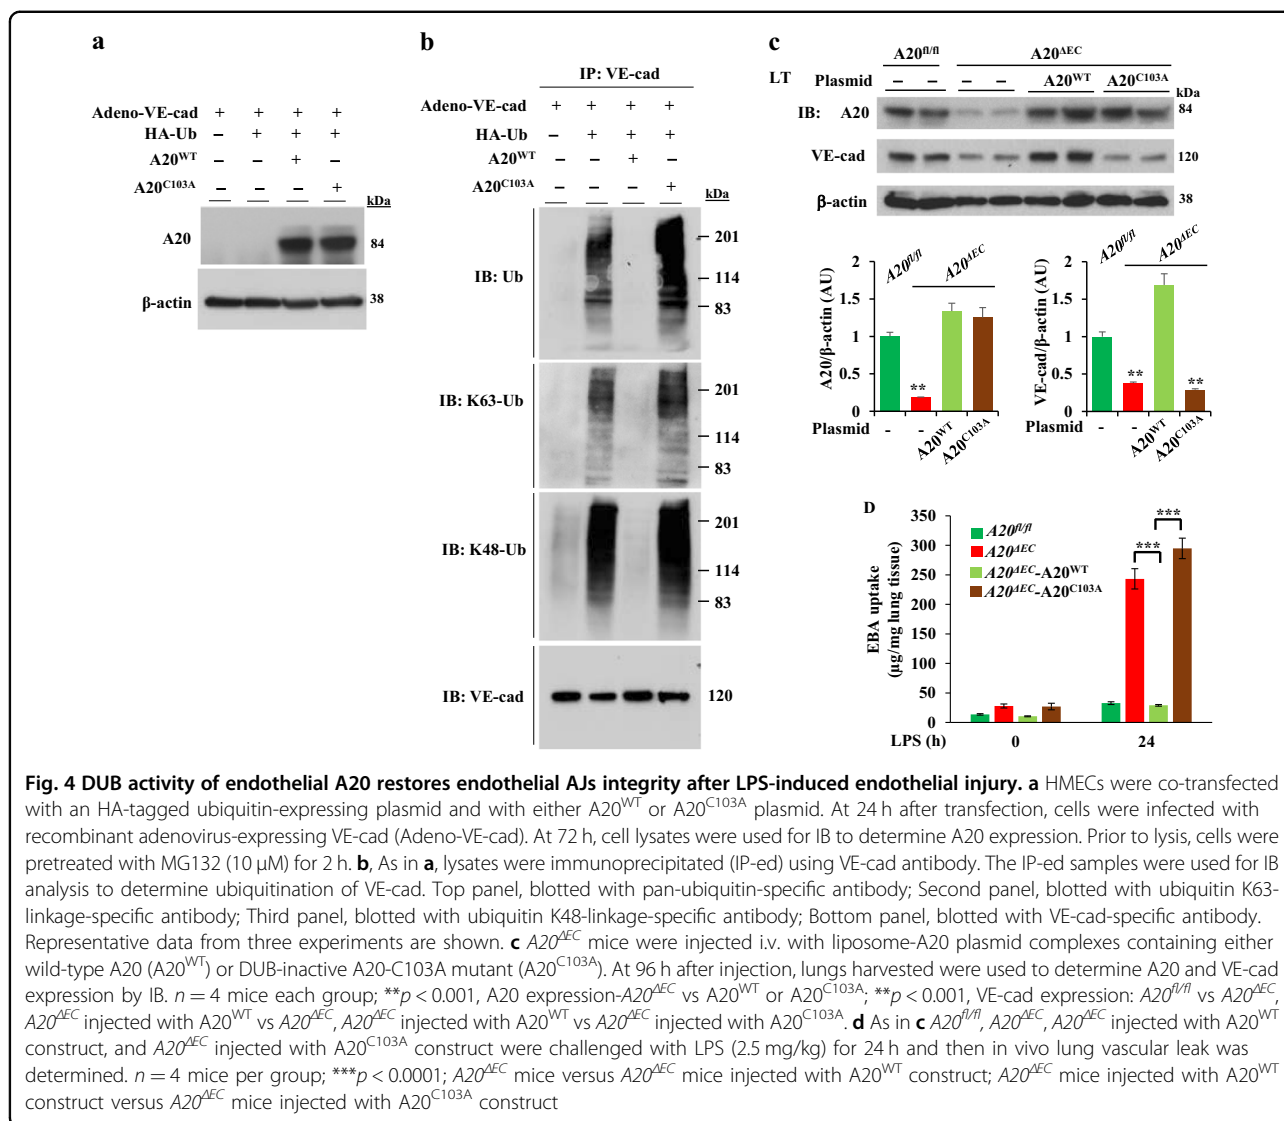 a
Adeno-VE-cad + + + +
HA-Ub – + + +
A20WT – – + –
A20C103A – – – +
kDa
A20 84
β-actin 38
b
IP: VE-cad
Adeno-VE-cad + + + +
HA-Ub – + + +
A20WT – – + –
A20C103A – – – +
kDa
IB: Ub
201
114
83
IB: K63-Ub
201
114
83
IB: K48-Ub
201
114
83
IB: VE-cad 120
c
A20fl/fl A20ΔEC
LT Plasmid – – – – A20WT A20C103A
kDa
IB: A20 84
VE-cad 120
β-actin 38
A20fl/fl A20ΔEC
A20/β-actin (AU)
2
1.5
1
0.5
0
**
Plasmid - - A20WT A20C103A
A20fl/fl A20ΔEC
VE-cad/β-actin (AU)
2
1.5
1
0.5
0
** **
Plasmid - - A20WT A20C103A
D
EBA uptake
(µg/mg lung tissue)
350
300
250
200
150
100
50
0
A20fl/fl
A20ΔEC
A20ΔEC-A20WT
A20ΔEC-A20C103A
***
***
LPS (h) 0 24
Fig. 4 DUB activity of endothelial A20 restores endothelial AJs integrity after LPS-induced endothelial injury. a HMECs were co-transfected
with an HA-tagged ubiquitin-expressing plasmid and with either A20WT or A20C103A plasmid. At 24 h after transfection, cells were infected with
recombinant adenovirus-expressing VE-cad (Adeno-VE-cad). At 72 h, cell lysates were used for IB to determine A20 expression. Prior to lysis, cells were
pretreated with MG132 (10 µM) for 2 h. b, As in a, lysates were immunoprecipitated (IP-ed) using VE-cad antibody. The IP-ed samples were used for IB
analysis to determine ubiquitination of VE-cad. Top panel, blotted with pan-ubiquitin-specific antibody; Second panel, blotted with ubiquitin K63-
linkage-specific antibody; Third panel, blotted with ubiquitin K48-linkage-specific antibody; Bottom panel, blotted with VE-cad-specific antibody.
Representative data from three experiments are shown. c A20ΔEC mice were injected i.v. with liposome-A20 plasmid complexes containing either
wild-type A20 (A20WT) or DUB-inactive A20-C103A mutant (A20C103A). At 96 h after injection, lungs harvested were used to determine A20 and VE-cad
expression by IB. n = 4 mice each group; **p < 0.001, A20 expression-A20ΔEC vs A20WT or A20C103A; **p < 0.001, VE-cad expression: A20fl/fl vs A20ΔEC,
A20ΔEC injected with A20WT vs A20ΔEC, A20ΔEC injected with A20WT vs A20ΔEC injected with A20C103A. d As in c A20fl/fl, A20ΔEC, A20ΔEC injected with A20WT
construct, and A20ΔEC injected with A20C103A construct were challenged with LPS (2.5 mg/kg) for 24 h and then in vivo lung vascular leak was
determined. n = 4 mice per group; ***p < 0.0001; A20ΔEC mice versus A20ΔEC mice injected with A20WT construct; A20ΔEC mice injected with A20WT
construct versus A20ΔEC mice injected with A20C103A construct